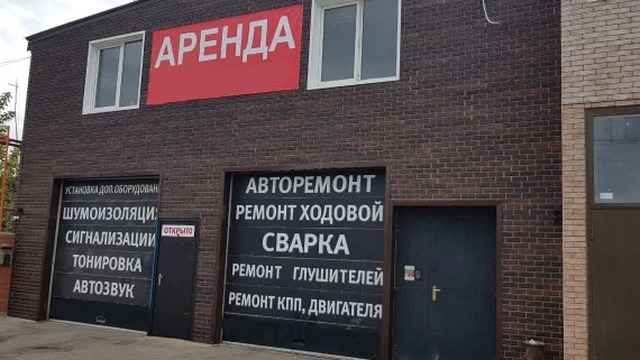 АРЕНДА
УСТАНОВКА ДОП.ОБОРУДОВАН
ШУМОИЗОЛЯЦИ
СИГНАЛИЗАЦИИ
ТОНИРОВКА
АВТОЗВУК
ОТКРЫТО
АВТОРЕМОНТ
РЕМОНТ ХОДОВОЙ
СВАРКА
РЕМОНТ ГЛУШИТЕЛЕЙ
РЕМОНТ КПП, ДВИГАТЕЛЯ